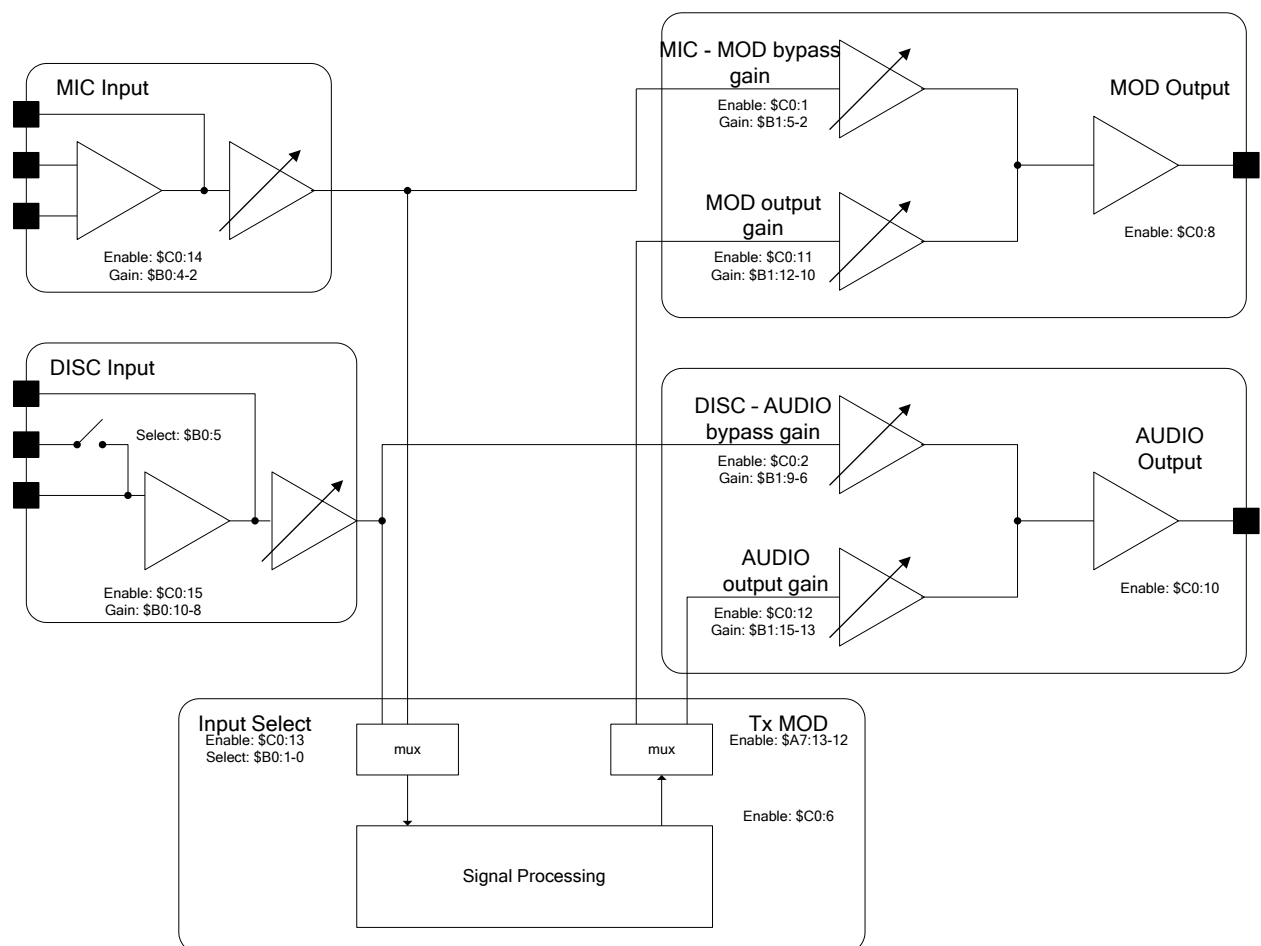 MIC Input
Enable: $C0:14
Gain: $B0:4-2
DISC Input
Select: $B0:5
Enable: $C0:15
Gain: $B0:10-8
MIC - MOD bypass
gain
Enable: $C0:1
Gain: $B1:5-2
MOD output
gain
Enable: $C0:11
Gain: $B1:12-10
MOD Output
Enable: $C0:8
DISC - AUDIO
bypass gain
Enable: $C0:2
Gain: $B1:9-6
AUDIO
output gain
Enable: $C0:12
Gain: $B1:15-13
AUDIO
Output
Enable: $C0:10
Input Select
Enable: $C0:13
Select: $B0:1-0
mux
mux
Tx MOD
Enable: $A7:13-12
Enable: $C0:6
Signal Processing